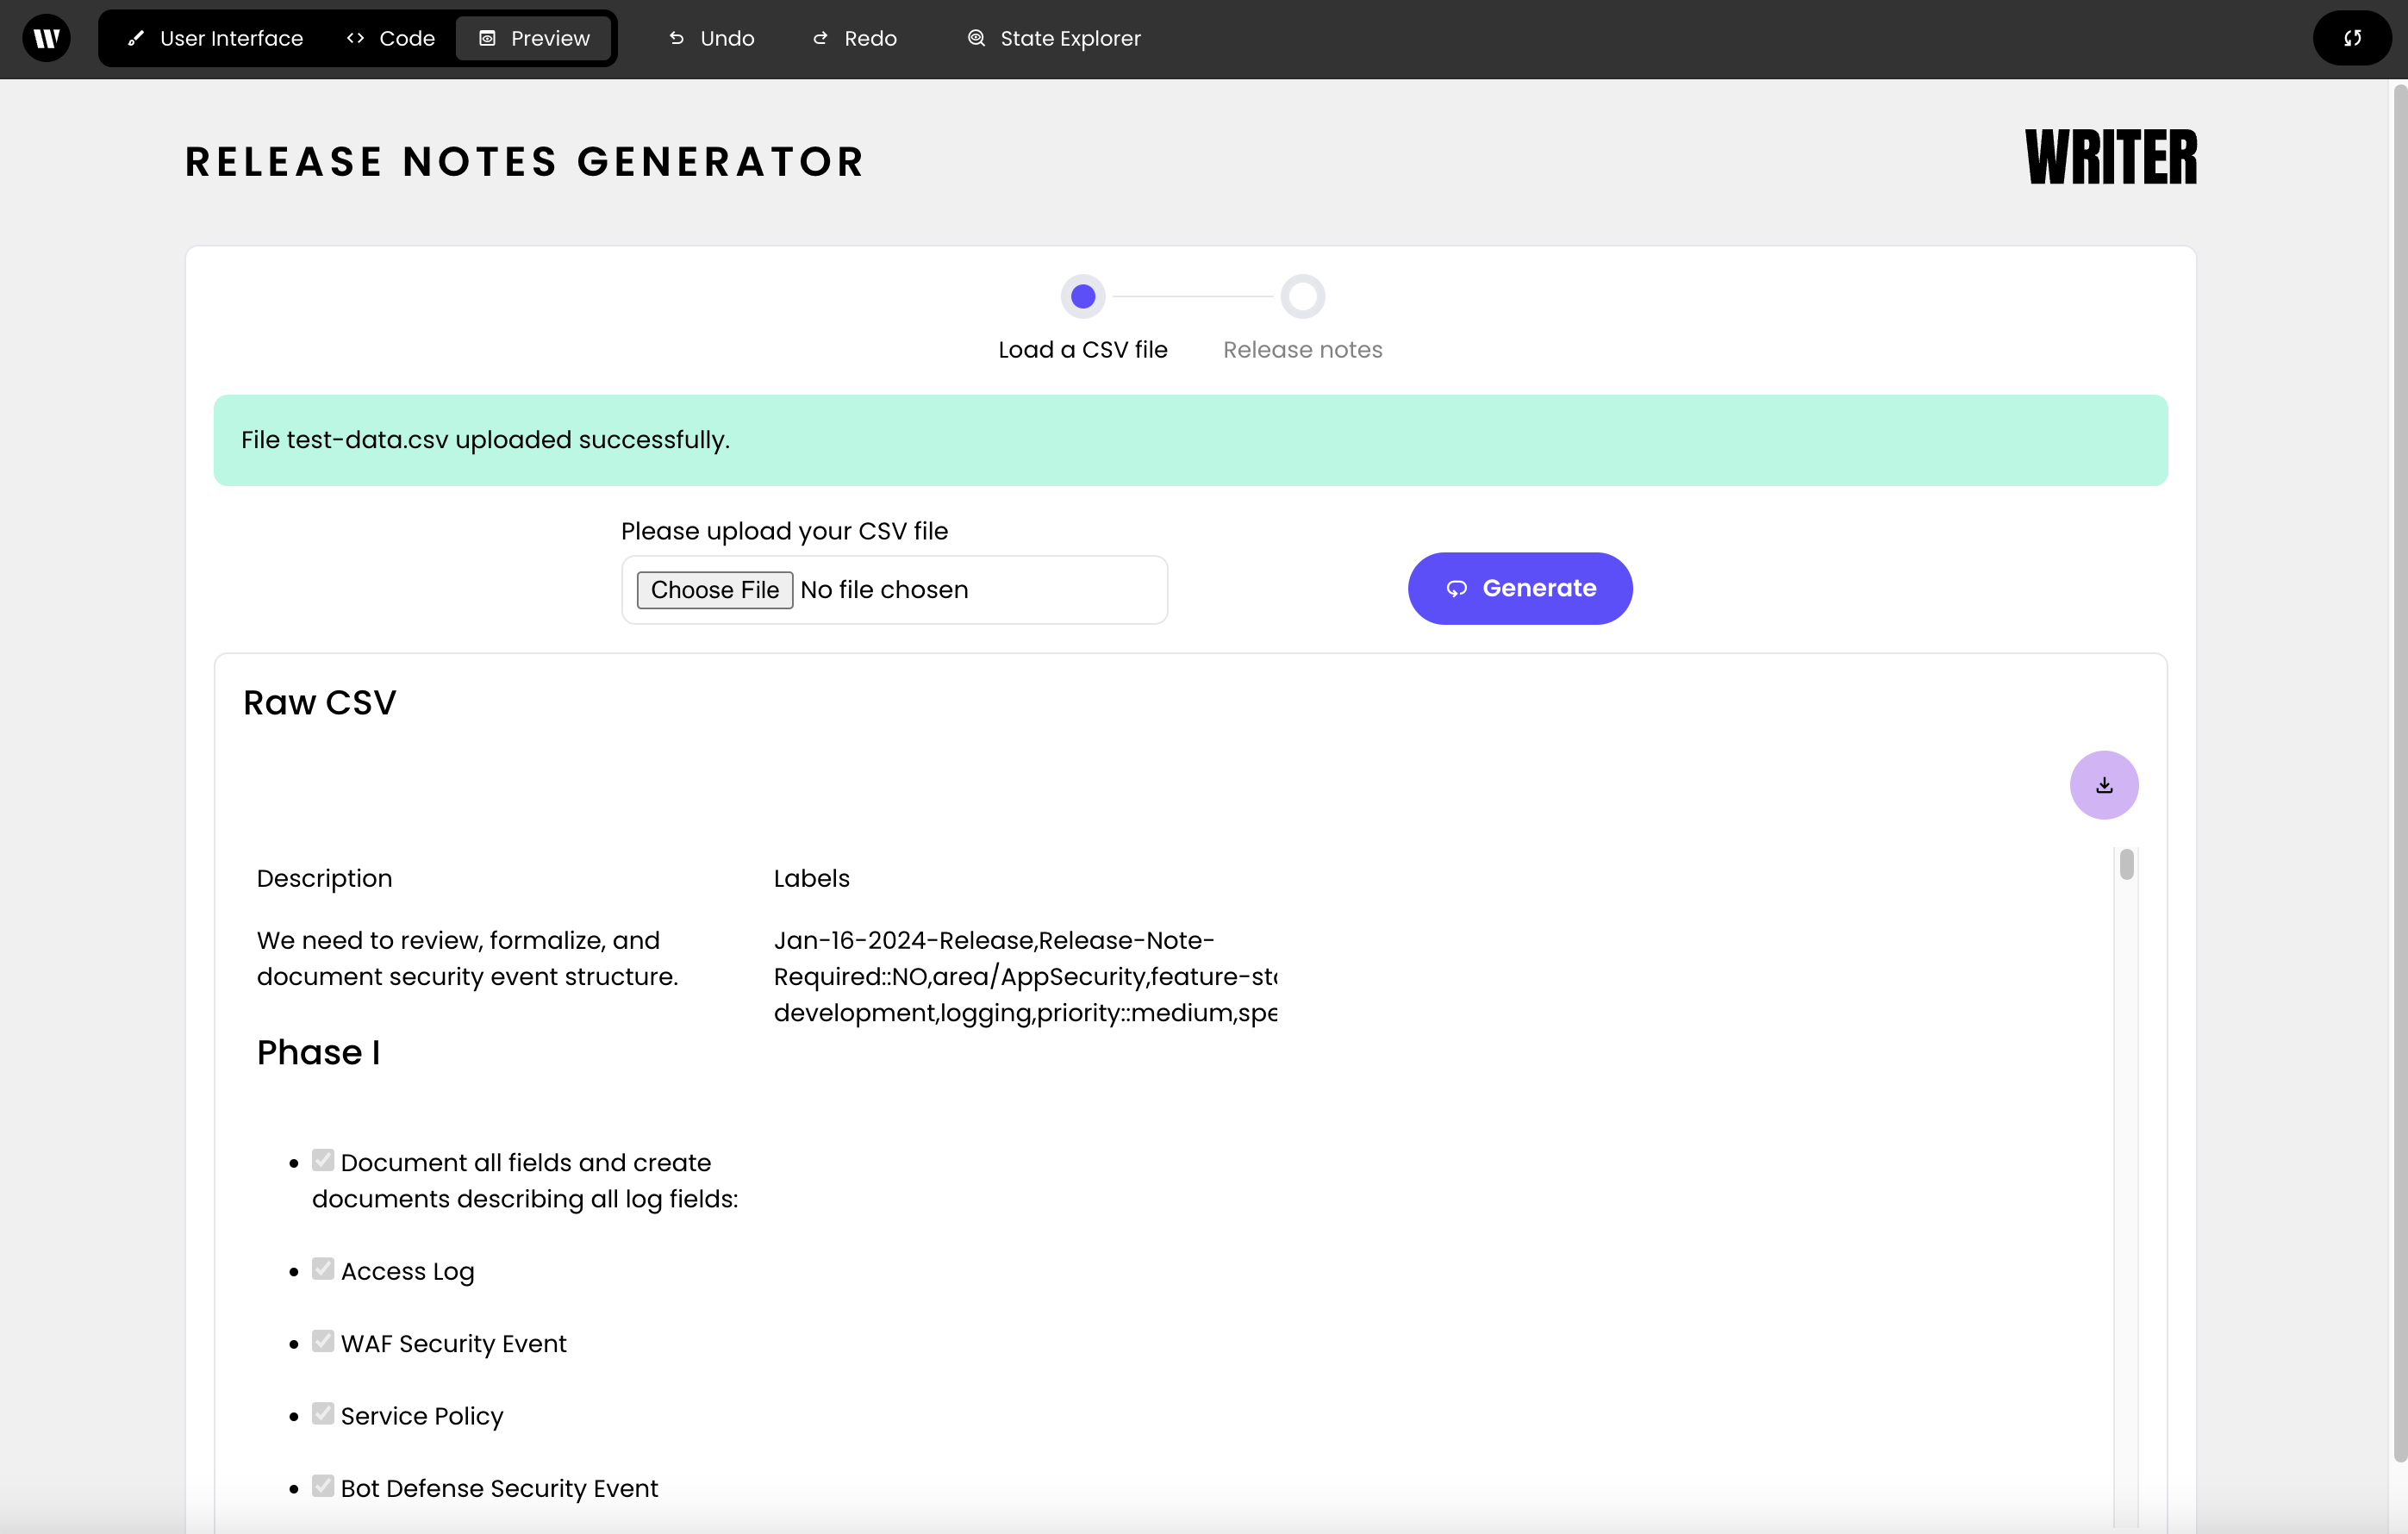 W
User Interface
Code
Preview
Undo
Redo
State Explorer
RELEASE NOTES GENERATOR
WRITER
Load a CSV file
Release notes
File test-data.csv uploaded successfully.
Please upload your CSV file
Choose File No file chosen
Generate
Raw CSV
Description
Labels
We need to review, formalize, and
document security event structure.
Jan-16-2024-Release,Release-Note-
Required::NO,area/AppSecurity,feature-st
development,logging,priority::medium,spe
Phase I
Document all fields and create
documents describing all log fields:
Access Log
WAF Security Event
Service Policy
Bot Defense Security Event